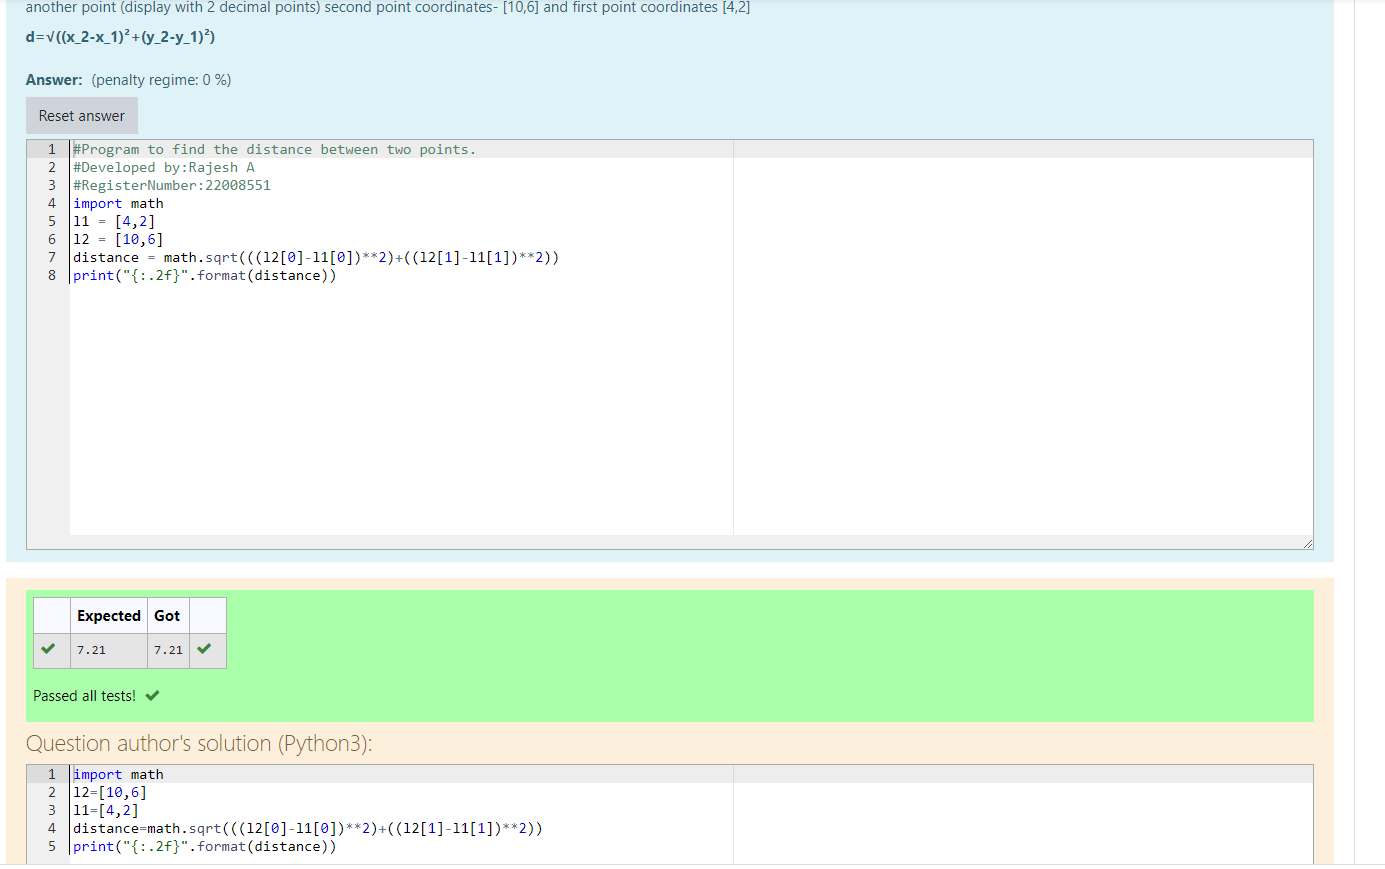 another point (display with 2 decimal points) second point coordinates- [10,6] and first point coordinates [4,2]
d=√((x_2-x_1)²+(y_2-y_1)²)
Answer: (penalty regime: 0 %)
Reset answer
1 #Program to find the distance between two points.
2 #Developed by:Rajesh A
3 #RegisterNumber:22008551
4 import math
5 l1 = [4,2]
6 l2 = [10,6]
7 distance = math.sqrt(((l2[0]-l1[0])**2)+((l2[1]-l1[1])**2))
8 print("{:.2f}".format(distance))
Expected Got
7.21 7.21
Passed all tests!
Question author's solution (Python3):
1 import math
2 l2=[10,6]
3 l1=[4,2]
4 distance=math.sqrt(((l2[0]-l1[0])**2)+((l2[1]-l1[1])**2))
5 print("{:.2f}".format(distance))